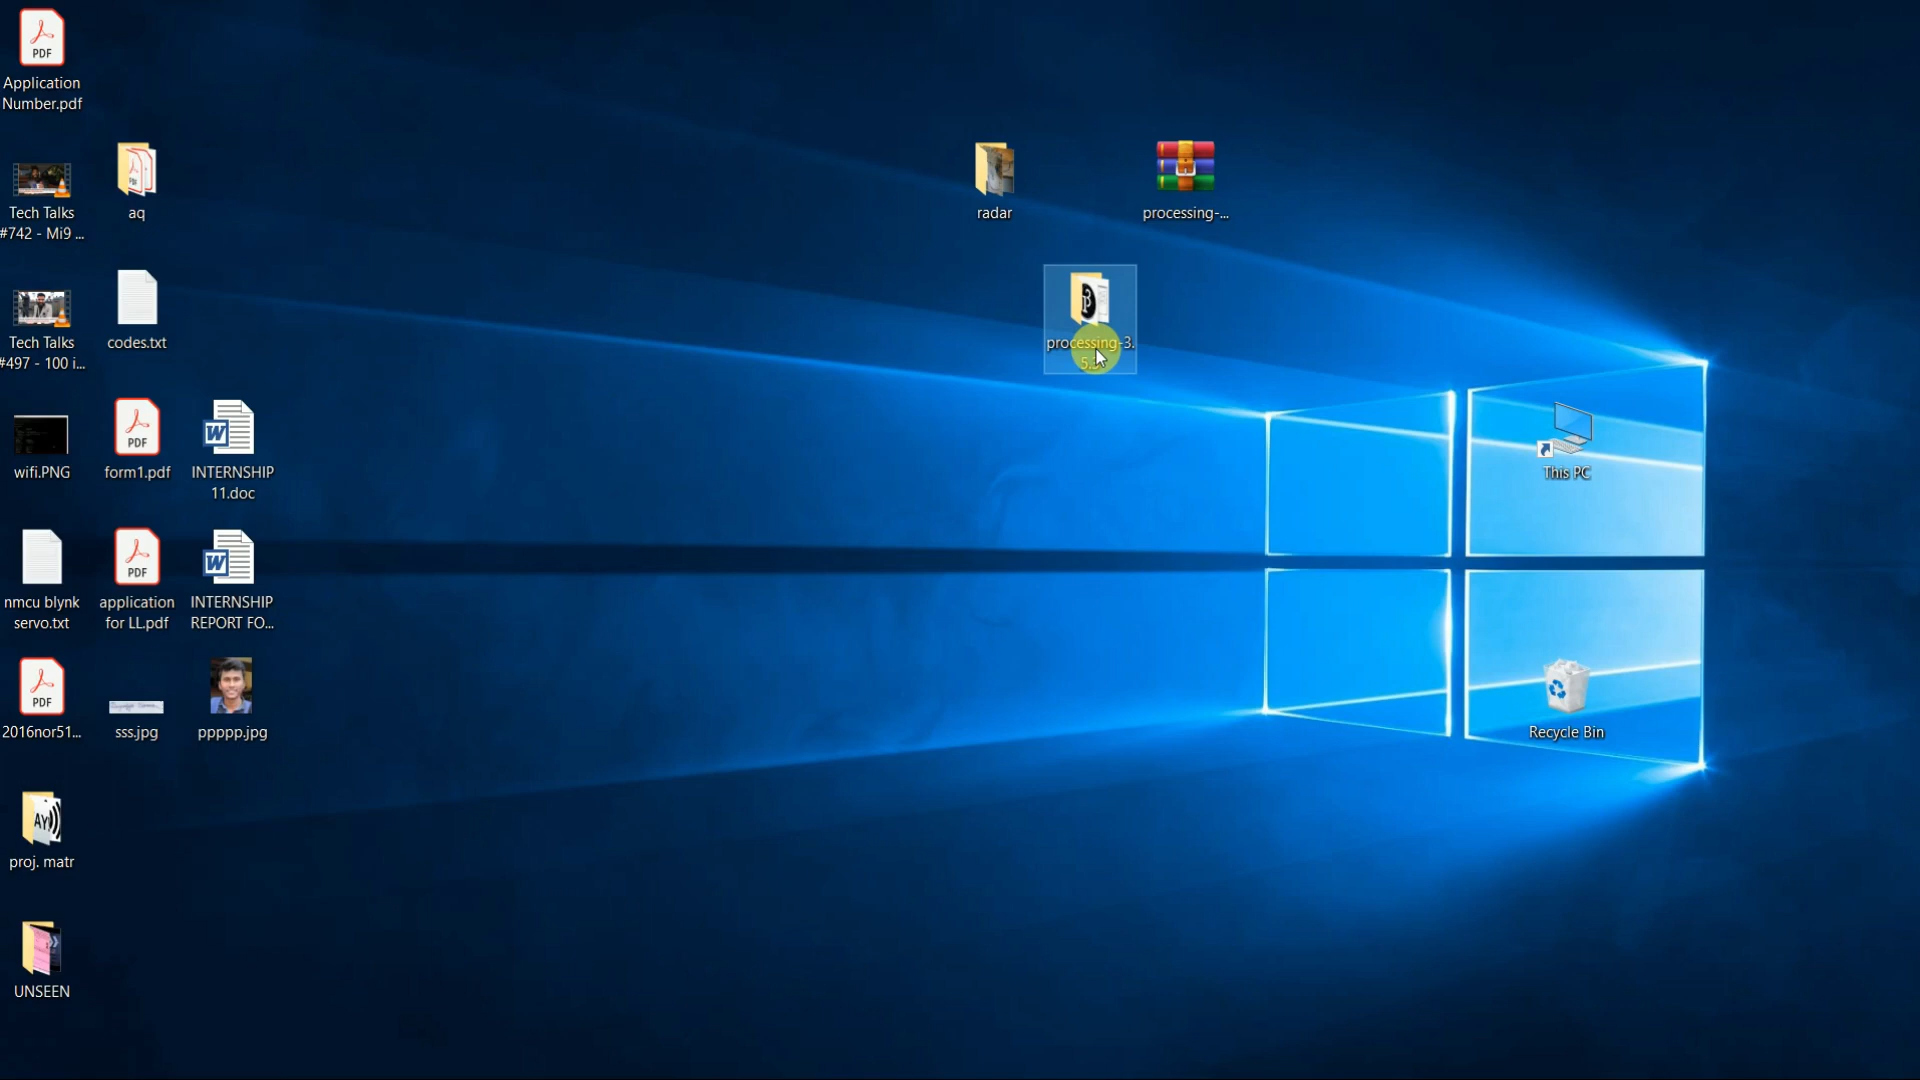 PDF
Application
Number.pdf
Tech Talks
#742 - Mi9 ...
aq
radar
processing-...
Tech Talks
#497 - 100 i...
codes.txt
processing-3.
wifi.PNG
PDF
form1.pdf
W
INTERNSHIP
11.doc
This PC
nmcu blynk
servo.txt
PDF
application
for LL.pdf
W
INTERNSHIP
REPORT FO...
PDF
2016nor51...
sss.jpg
ppppp.jpg
Recycle Bin
AY
proj. matr
UNSEEN